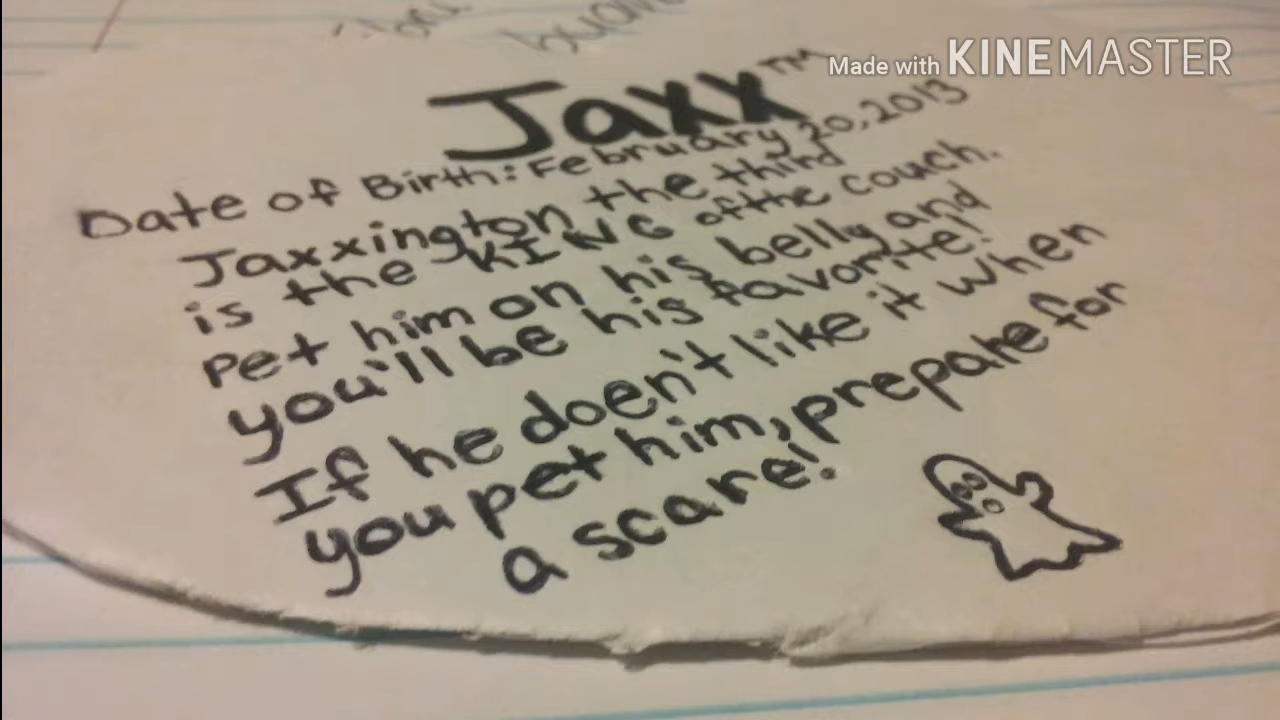 Made with KINEMASTER
Jaxx™
Date of Birth: February 20, 2013
Jaxxington the third
is the KING of the couch.
Pet him on his belly and
you'll be his favorite!
If he doen't like it when
you pet him, prepare for
a scare!